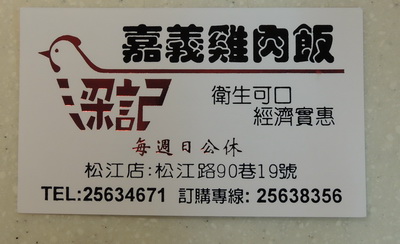 嘉義雞肉飯
梁記
衛生可口
經濟實惠
每週日公休
松江店:松江路90巷19號
TEL:25634671 訂購專線: 25638356